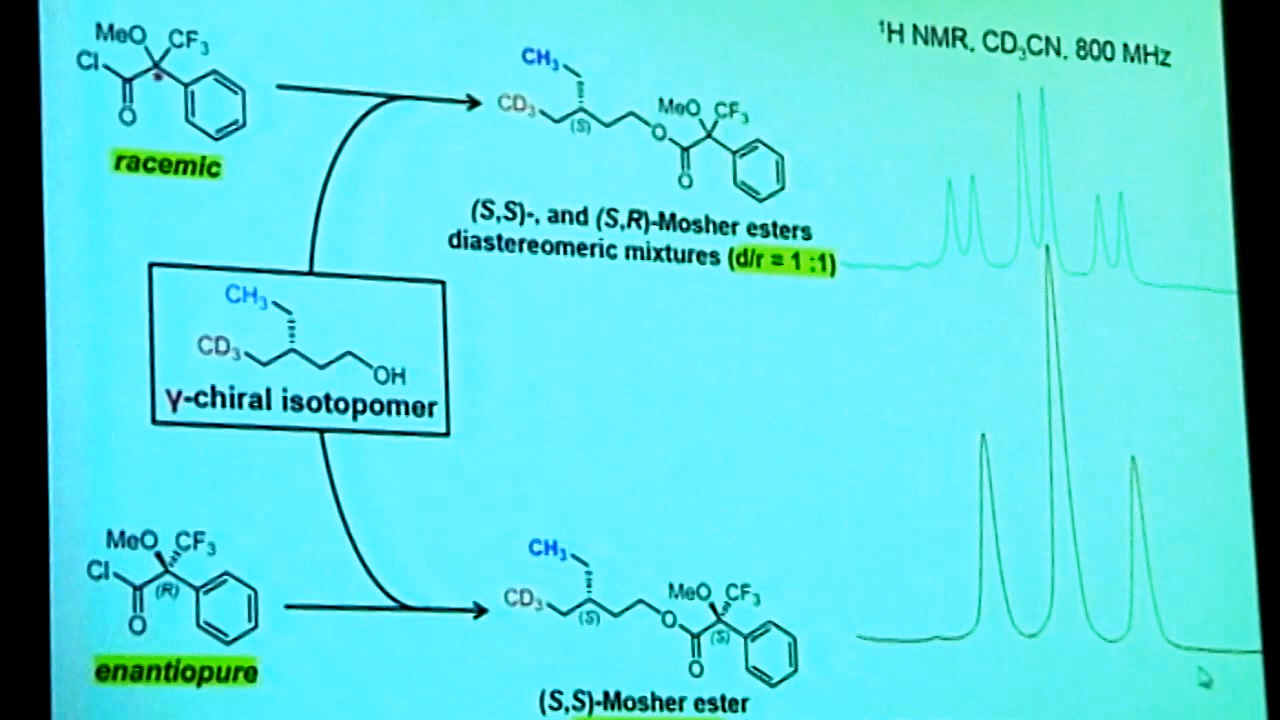 ¹H NMR, CD₃CN, 800 MHz
MeO CF₃
Cl
*
O
racemic
CH₃
CD₃
(S)
O
MeO CF₃
O
(S,S)-, and (S,R)-Mosher esters
diastereomeric mixtures (d/r = 1 :1)
CH₃
CD₃
OH
γ-chiral isotopomer
MeO CF₃
Cl
(R)
O
enantiopure
CH₃
CD₃
(S)
O
MeO CF₃
(S)
O
(S,S)-Mosher ester